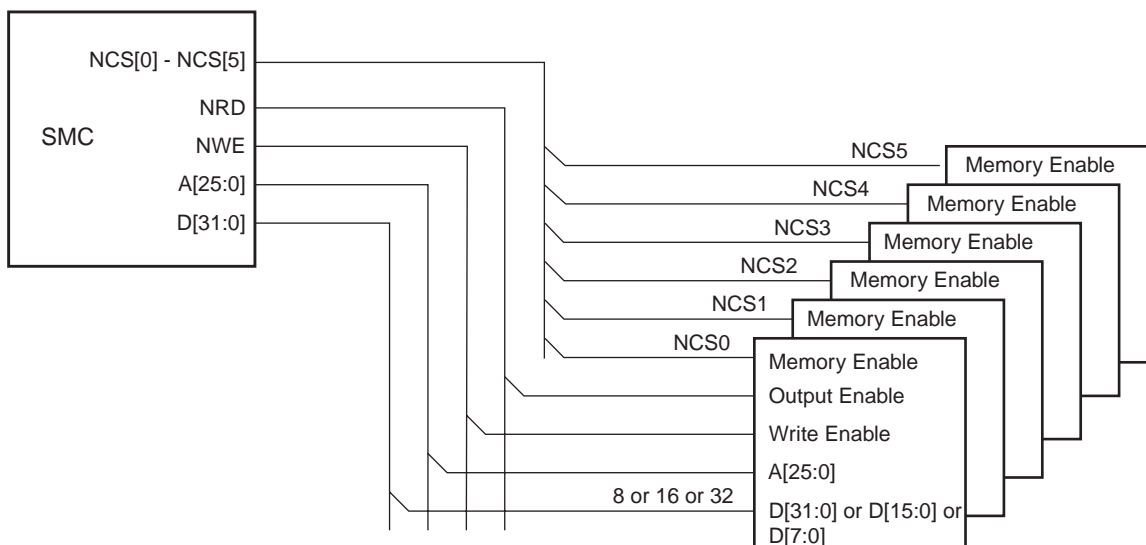 NCS[0] - NCS[5]
NRD
SMC
NWE
A[25:0]
D[31:0]
NCS5
Memory Enable
NCS4
Memory Enable
NCS3
Memory Enable
NCS2
Memory Enable
NCS1
Memory Enable
NCS0
Memory Enable
Output Enable
Write Enable
A[25:0]
8 or 16 or 32
D[31:0] or D[15:0] or
D[7:0]